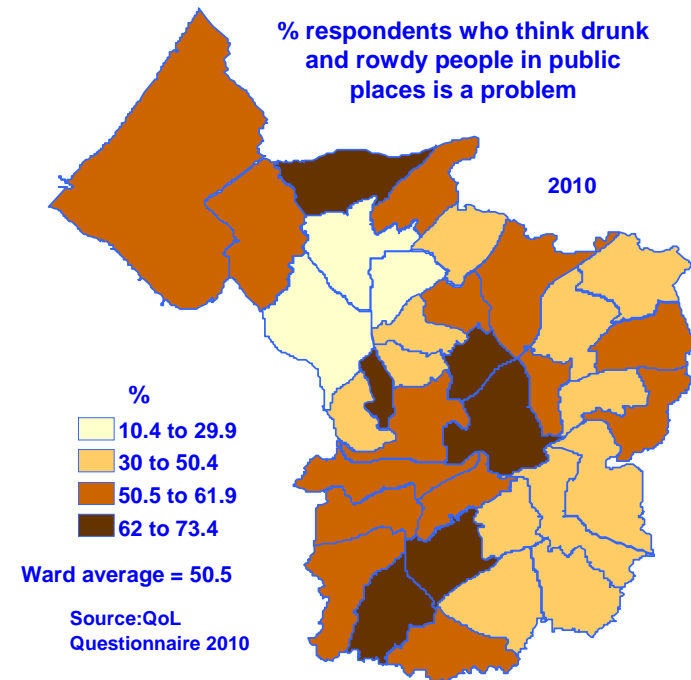 % respondents who think drunk
and rowdy people in public
places is a problem
2010
%
10.4 to 29.9
30 to 50.4
50.5 to 61.9
62 to 73.4
Ward average = 50.5
Source:QoL
Questionnaire 2010